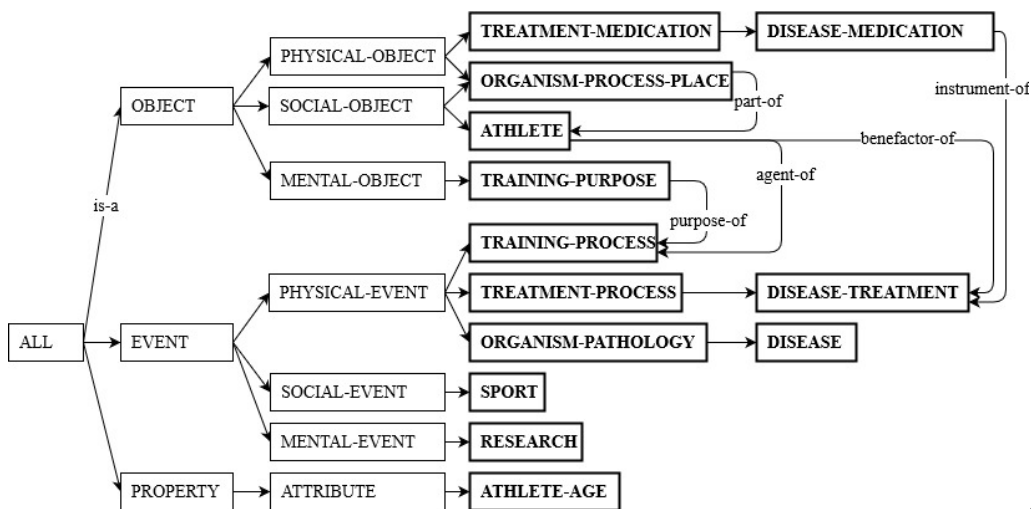 TREATMENT-MEDICATION
DISEASE-MEDICATION
PHYSICAL-OBJECT
ORGANISM-PROCESS-PLACE
instrument-of
OBJECT
SOCIAL-OBJECT
part-of
ATHLETE
benefactor-of
MENTAL-OBJECT
TRAINING-PURPOSE
agent-of
is-a
purpose-of
TRAINING-PROCESS
PHYSICAL-EVENT
TREATMENT-PROCESS
DISEASE-TREATMENT
ALL
EVENT
ORGANISM-PATHOLOGY
DISEASE
SOCIAL-EVENT
SPORT
MENTAL-EVENT
RESEARCH
PROPERTY
ATTRIBUTE
ATHLETE-AGE